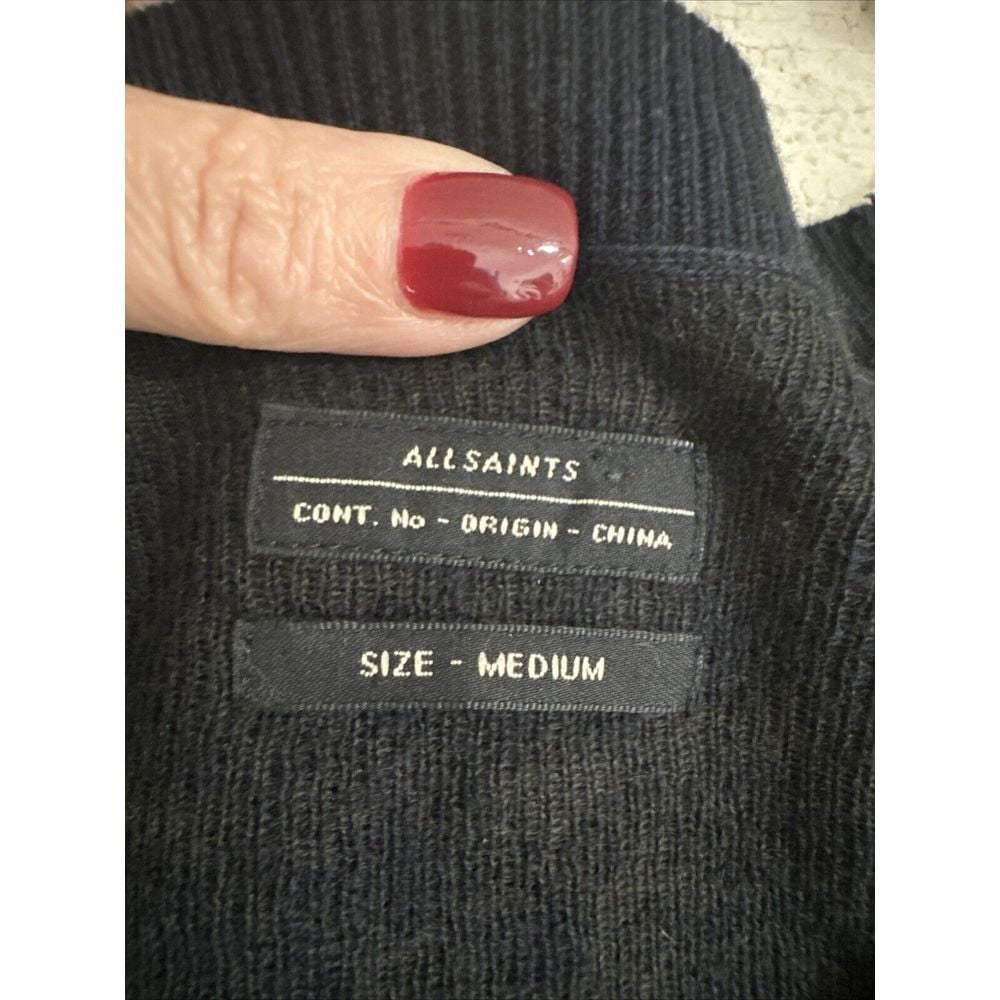 ALLSAINTS
CONT. No - ORIGIN - CHINA
SIZE - MEDIUM